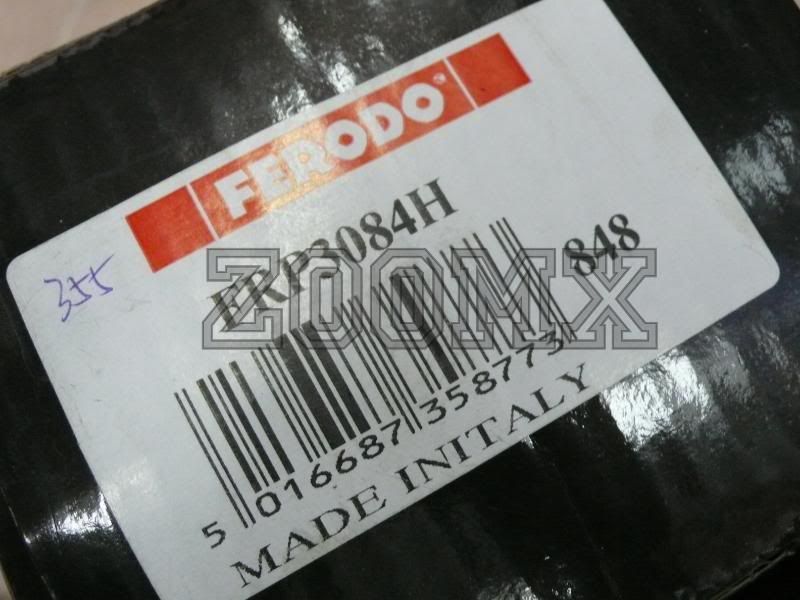 FERODO
FRP3084H
848
355
ZOOMX
5 016687 358773
MADE INITALY